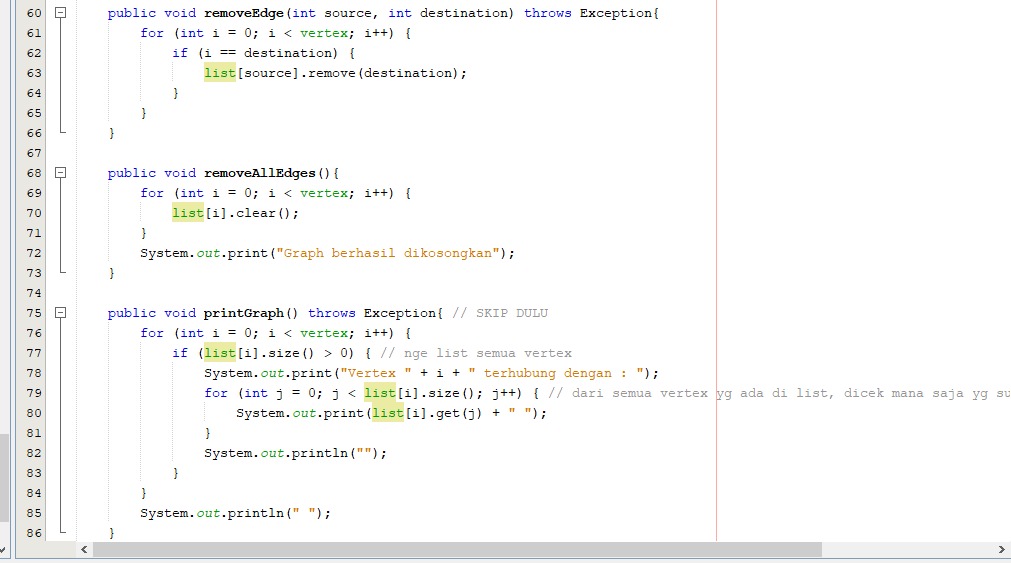 60 public void removeEdge(int source, int destination) throws Exception{
61 for (int i = 0; i < vertex; i++) {
62 if (i == destination) {
63 list[source].remove(destination);
64 }
65 }
66 }
67
68 public void removeAllEdges(){
69 for (int i = 0; i < vertex; i++) {
70 list[i].clear();
71 }
72 System.out.print("Graph berhasil dikosongkan");
73 }
74
75 public void printGraph() throws Exception{ // SKIP DULU
76 for (int i = 0; i < vertex; i++) {
77 if (list[i].size() > 0) { // nge list semua vertex
78 System.out.print("Vertex " + i + " terhubung dengan : ");
79 for (int j = 0; j < list[i].size(); j++) { // dari semua vertex yg ada di list, dicek mana saja yg su
80 System.out.print(list[i].get(j) + " ");
81 }
82 System.out.println("");
83 }
84 }
85 System.out.println(" ");
86 }